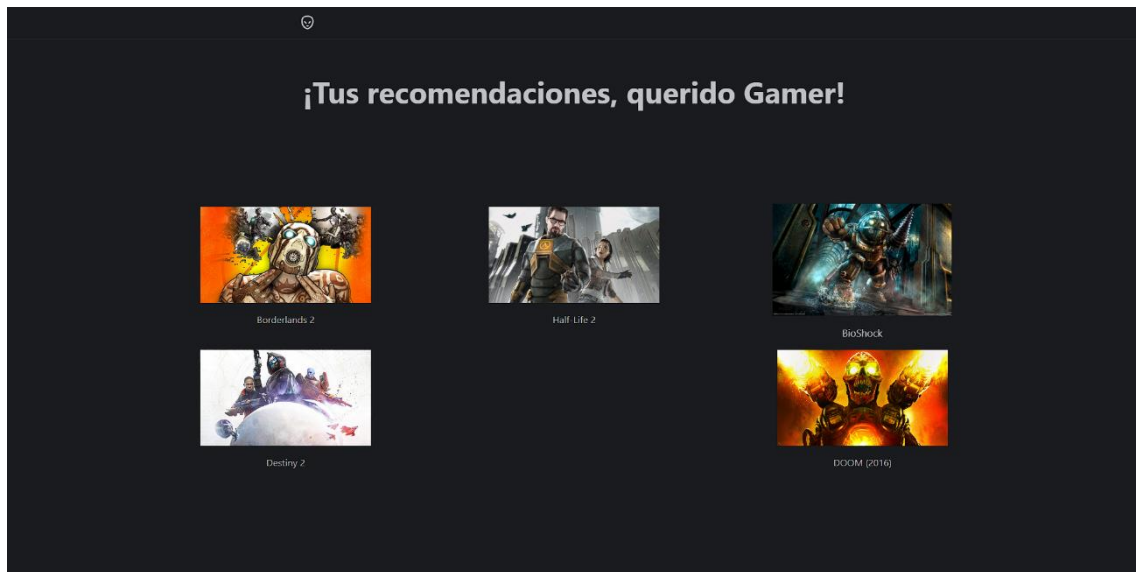 ¡Tus recomendaciones, querido Gamer!
Borderlands 2
Half-Life 2
BioShock
Destiny 2
DOOM (2016)